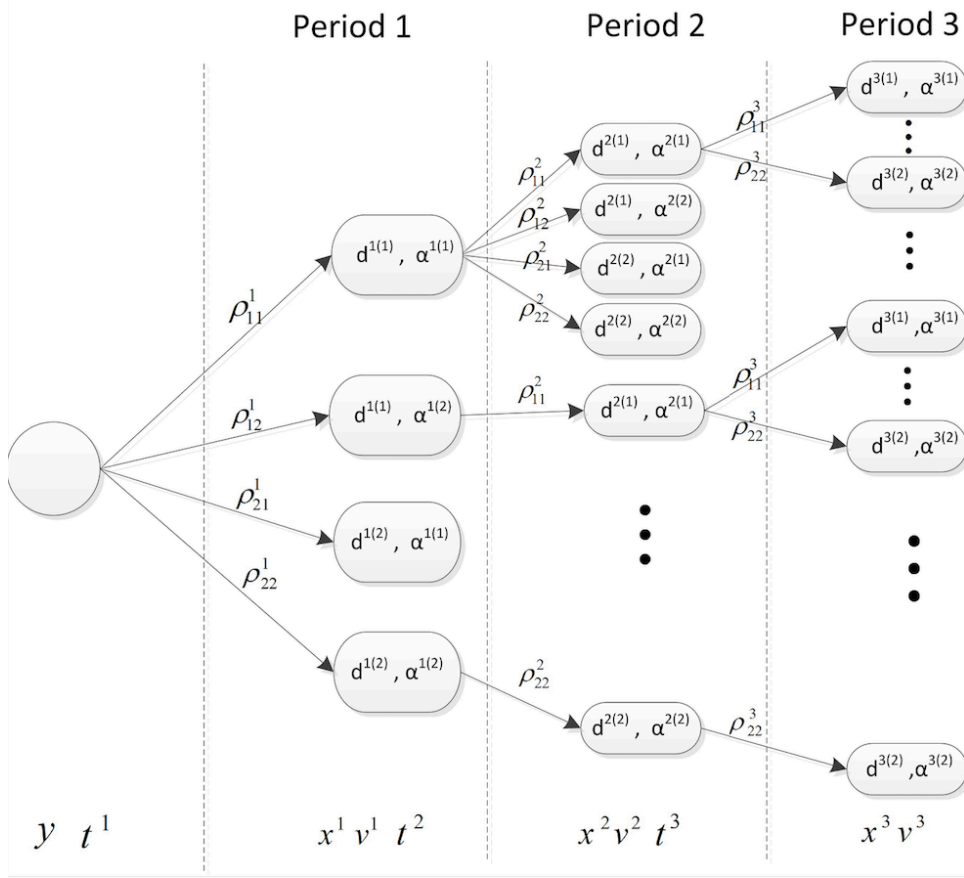 Period 1 Period 2 Period 3
d³⁽¹⁾ , α³⁽¹⁾
ρ³₁₁
d²⁽¹⁾ , α²⁽¹⁾
ρ²₁₁
ρ³₂₂
d³⁽²⁾, α³⁽²⁾
ρ²₁₂
d²⁽¹⁾ , α²⁽²⁾
d¹⁽¹⁾ , α¹⁽¹⁾
ρ²₂₁
d²⁽²⁾ , α²⁽¹⁾
ρ¹₁₁
ρ²₂₂
d²⁽²⁾ , α²⁽²⁾
d³⁽¹⁾ ,α³⁽¹⁾
ρ³₁₁
ρ¹₁₂
d¹⁽¹⁾ , α¹⁽²⁾
ρ²₁₁
d²⁽¹⁾ , α²⁽¹⁾
ρ³₂₂
d³⁽²⁾ ,α³⁽²⁾
ρ¹₂₁
d¹⁽²⁾ , α¹⁽¹⁾
ρ¹₂₂
d¹⁽²⁾ , α¹⁽²⁾
ρ²₂₂
d²⁽²⁾ , α²⁽²⁾
ρ³₂₂
d³⁽²⁾ ,α³⁽²⁾
y t¹ x¹ v¹ t² x² v² t³ x³ v³